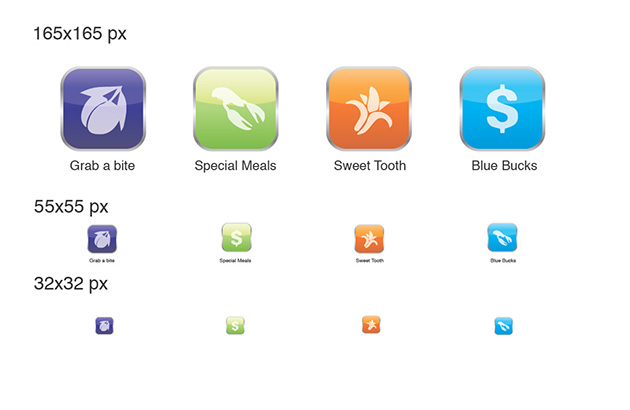 165x165 px
Grab a bite Special Meals Sweet Tooth Blue Bucks
55x55 px
Grab a bite Special Meals Sweet Tooth Blue Bucks
32x32 px